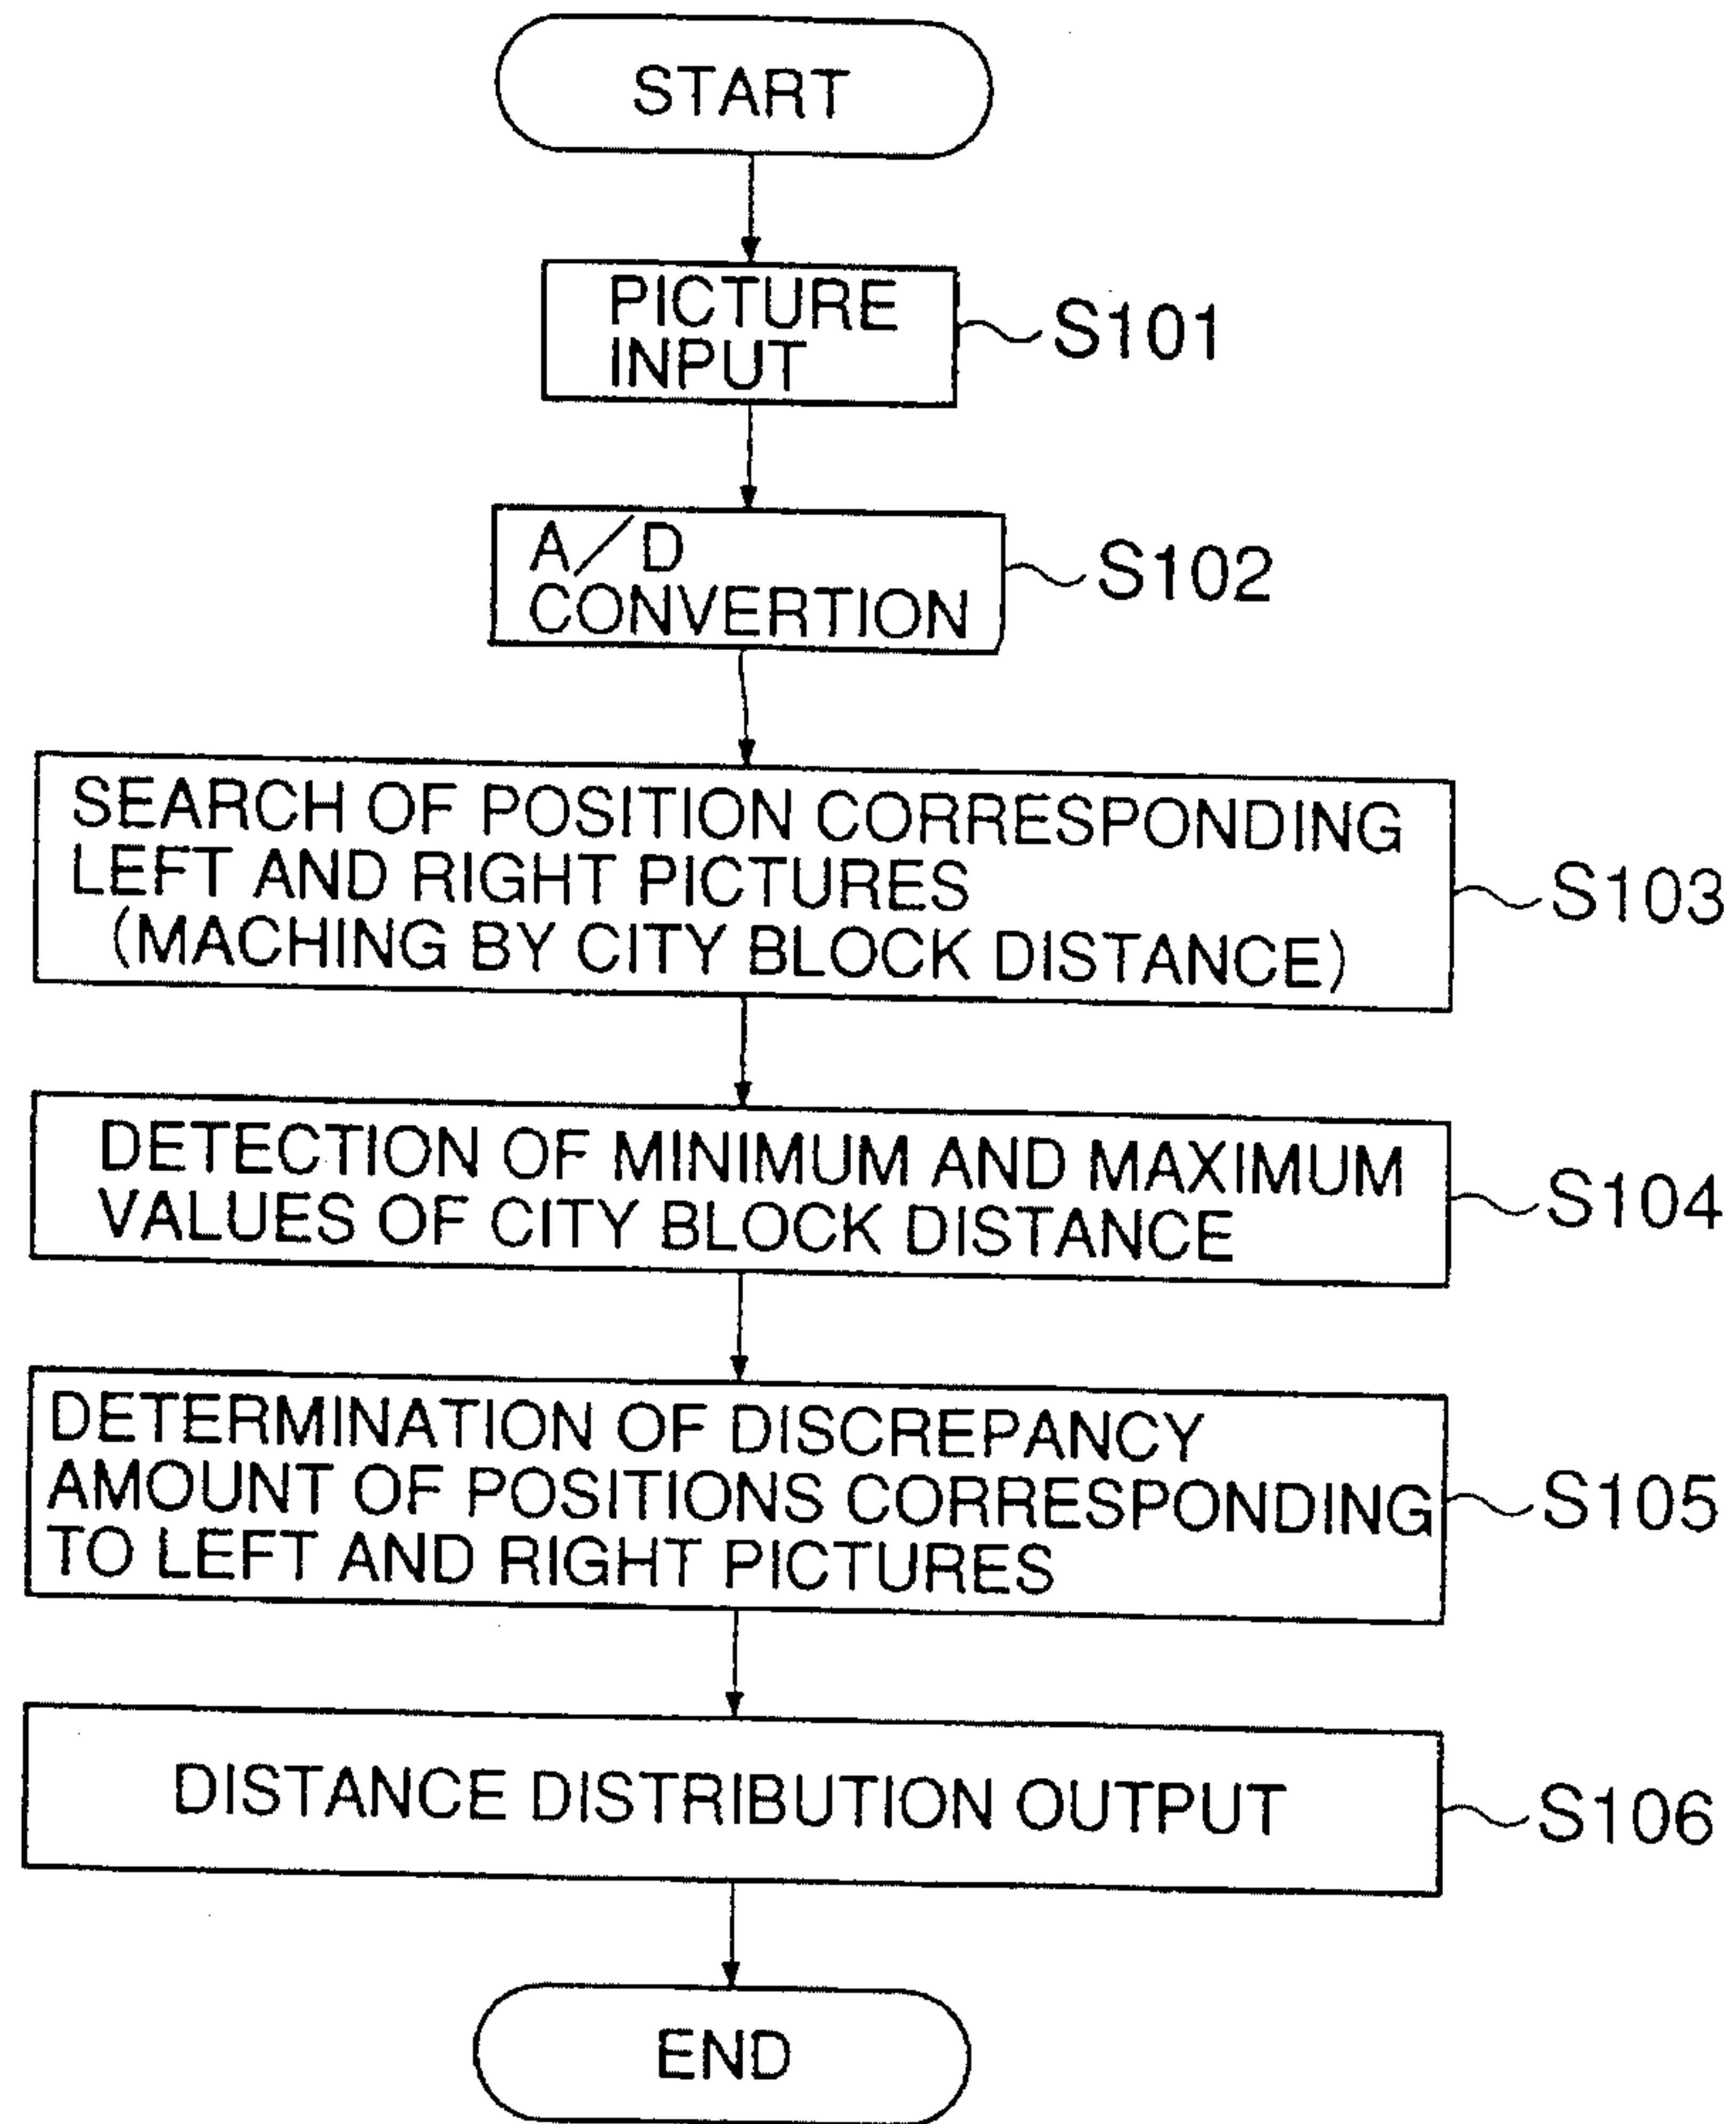 START
PICTURE
INPUT
S101
A/D
CONVERTION
S102
SEARCH OF POSITION CORRESPONDING
LEFT AND RIGHT PICTURES
(MACHING BY CITY BLOCK DISTANCE)
S103
DETECTION OF MINIMUM AND MAXIMUM
VALUES OF CITY BLOCK DISTANCE
S104
DETERMINATION OF DISCREPANCY
AMOUNT OF POSITIONS CORRESPONDING
TO LEFT AND RIGHT PICTURES
S105
DISTANCE DISTRIBUTION OUTPUT
S106
END